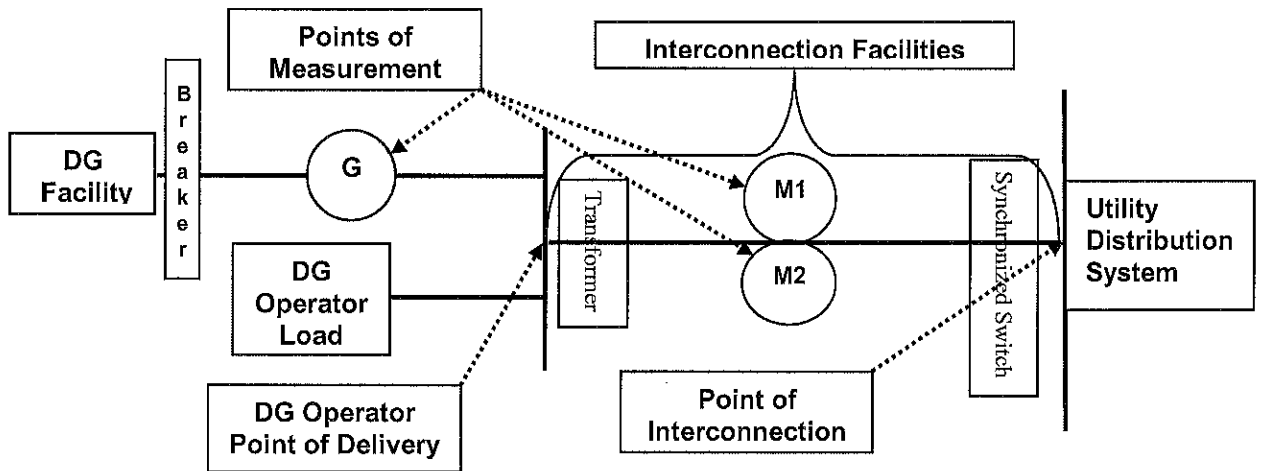 Points of
Measurement
Interconnection Facilities
Breaker
DG
Facility
G
M1
M2
Transformer
Synchronized Switch
Utility
Distribution
System
DG
Operator
Load
DG Operator
Point of Delivery
Point of
Interconnection